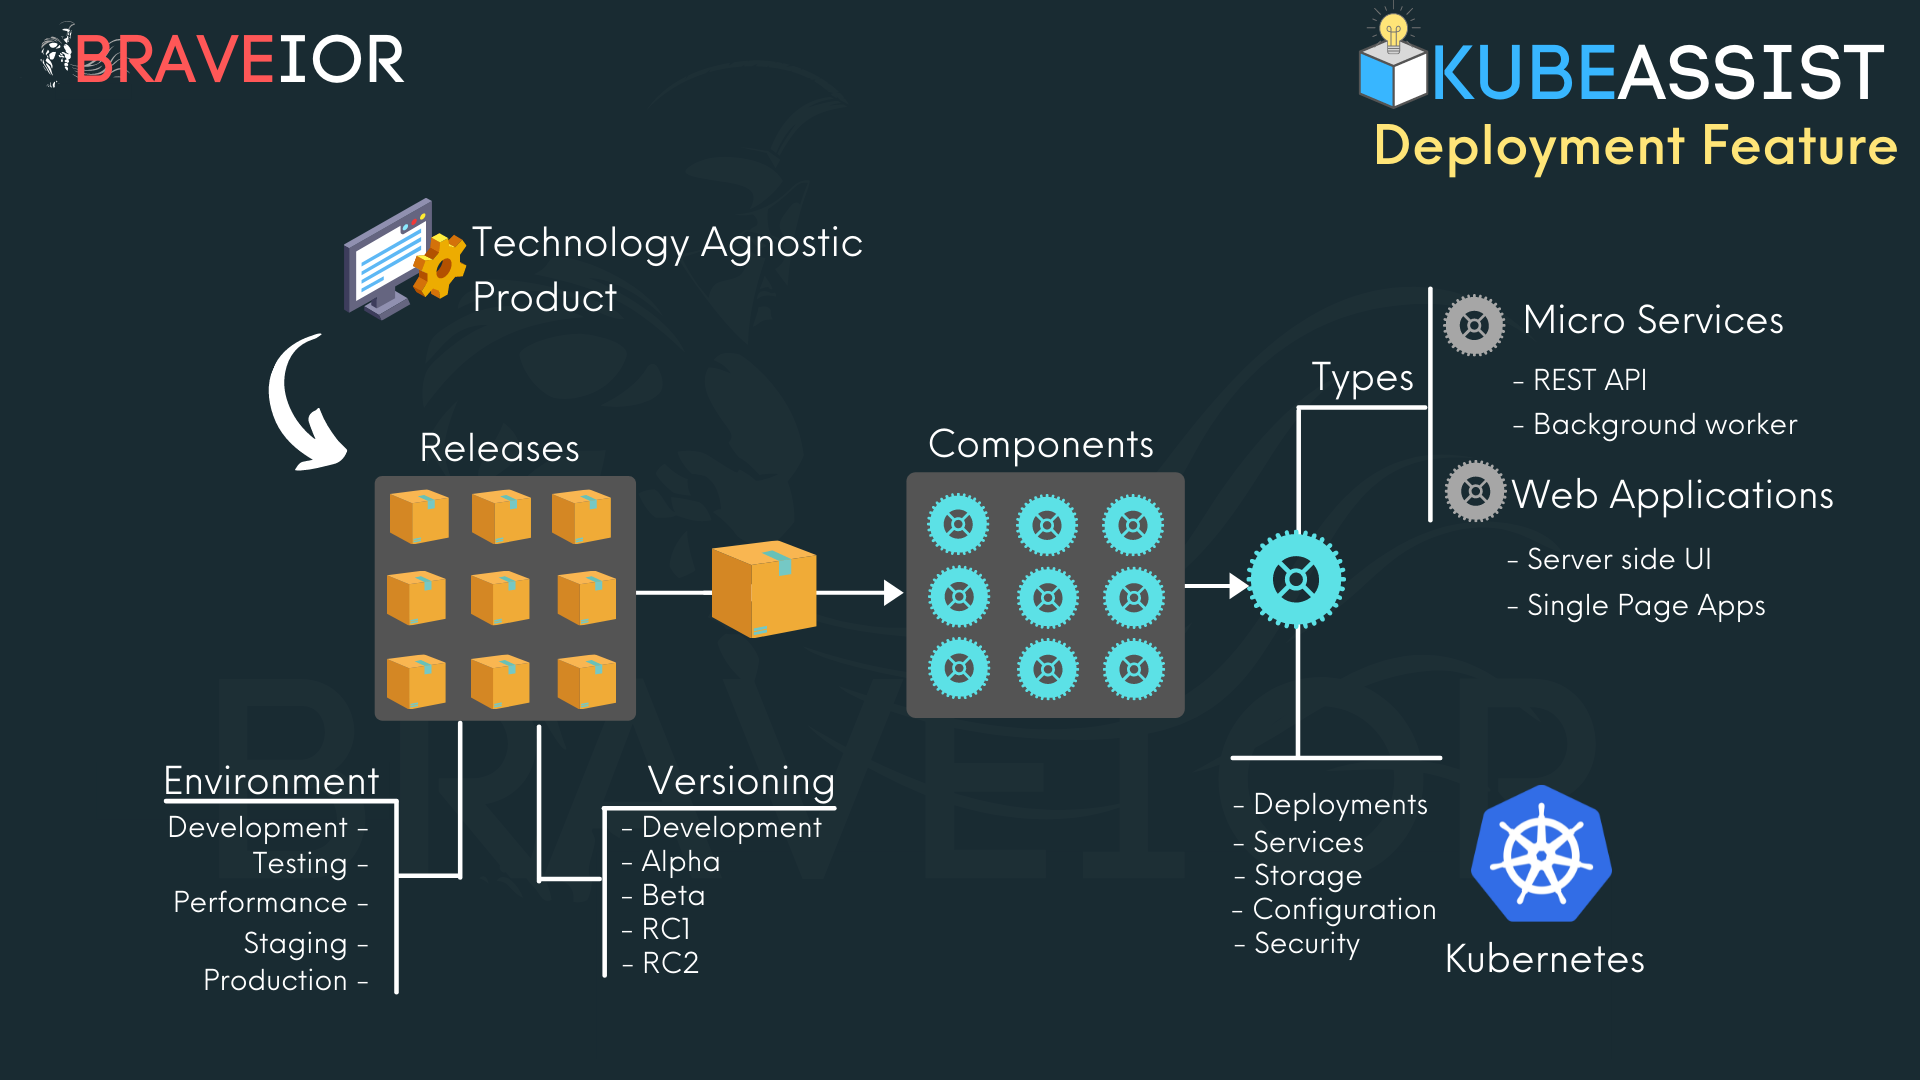 BRAVEIOR
KUBEASSIST
Deployment Feature
Technology Agnostic
Product
Releases
Components
Types
Micro Services
- REST API
- Background worker
Web Applications
- Server side UI
- Single Page Apps
Environment
Development -
Testing -
Performance -
Staging -
Production -
Versioning
- Development
- Alpha
- Beta
- RC1
- RC2
- Deployments
- Services
- Storage
- Configuration
- Security
Kubernetes
BRAVEIOR